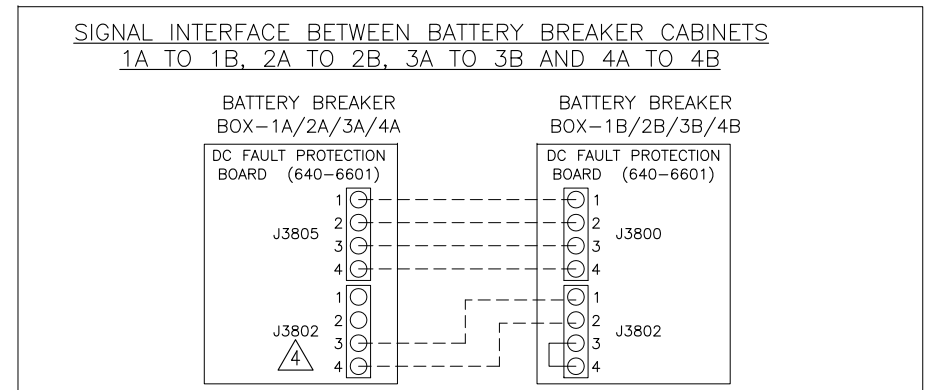 SIGNAL INTERFACE BETWEEN BATTERY BREAKER CABINETS
1A TO 1B, 2A TO 2B, 3A TO 3B AND 4A TO 4B
BATTERY BREAKER
BOX-1A/2A/3A/4A
DC FAULT PROTECTION
BOARD (640-6601)
1
2
J3805
3
4
1
2
J3802
3
4
4
BATTERY BREAKER
BOX-1B/2B/3B/4B
DC FAULT PROTECTION
BOARD (640-6601)
1
2
J3800
3
4
1
2
J3802
3
4